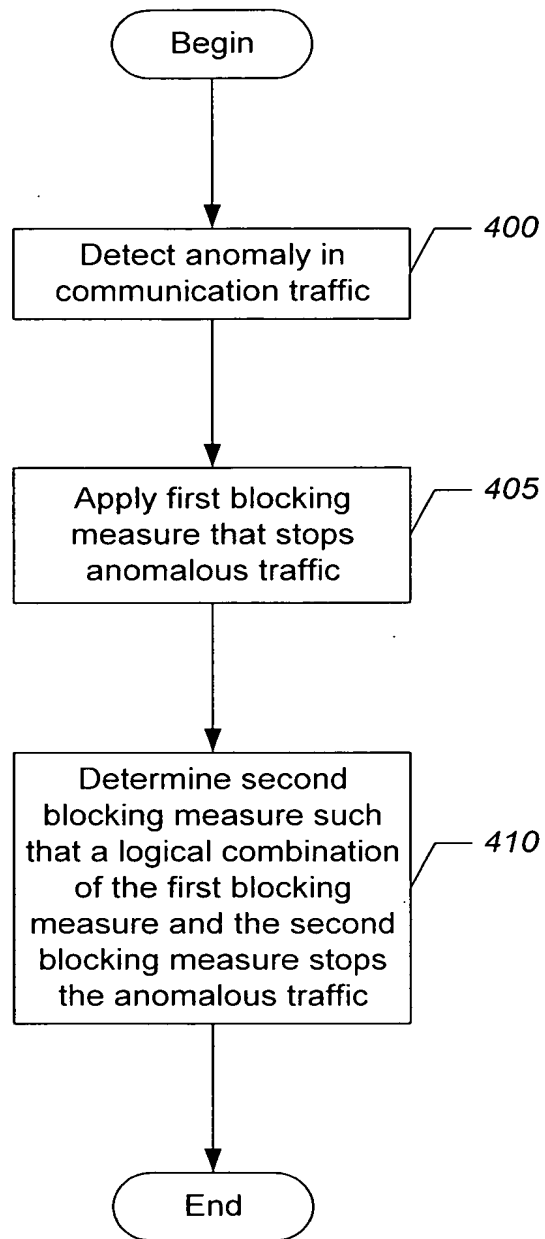 Begin
400
Detect anomaly in
communication traffic
405
Apply first blocking
measure that stops
anomalous traffic
Determine second
blocking measure such
that a logical combination
410
of the first blocking
measure and the second
blocking measure stops
the anomalous traffic
End